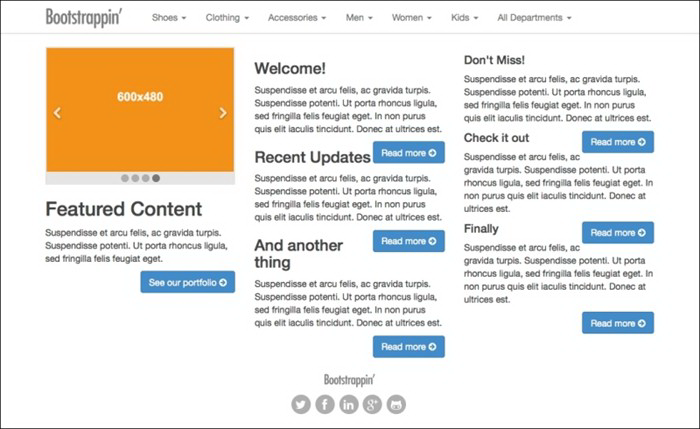 Bootstrappin'
Shoes Clothing Accessories Men Women Kids All Departments
600x480
Featured Content
Suspendisse et arcu felis, ac gravida turpis.
Suspendisse potenti. Ut porta rhoncus ligula,
sed fringilla felis feugiat eget.
See our portfolio
Welcome!
Suspendisse et arcu felis, ac gravida turpis.
Suspendisse potenti. Ut porta rhoncus ligula,
sed fringilla felis feugiat eget. In non purus
quis elit iaculis tincidunt. Donec at ultrices est.
Read more
Recent Updates
Suspendisse et arcu felis, ac gravida turpis.
Suspendisse potenti. Ut porta rhoncus ligula,
sed fringilla felis feugiat eget. In non purus
quis elit iaculis tincidunt. Donec at ultrices est.
Read more
And another
thing
Suspendisse et arcu felis, ac gravida turpis.
Suspendisse potenti. Ut porta rhoncus ligula,
sed fringilla felis feugiat eget. In non purus
quis elit iaculis tincidunt. Donec at ultrices est.
Read more
Don't Miss!
Suspendisse et arcu felis, ac gravida turpis.
Suspendisse potenti. Ut porta rhoncus ligula,
sed fringilla felis feugiat eget. In non purus
quis elit iaculis tincidunt. Donec at ultrices est.
Read more
Check it out
Suspendisse et arcu felis, ac
gravida turpis. Suspendisse potenti. Ut porta
rhoncus ligula, sed fringilla felis feugiat eget. In
non purus quis elit iaculis tincidunt. Donec at
ultrices est.
Read more
Finally
Suspendisse et arcu felis, ac
gravida turpis. Suspendisse potenti. Ut porta
rhoncus ligula, sed fringilla felis feugiat eget. In
non purus quis elit iaculis tincidunt. Donec at
ultrices est.
Read more
Bootstrappin'